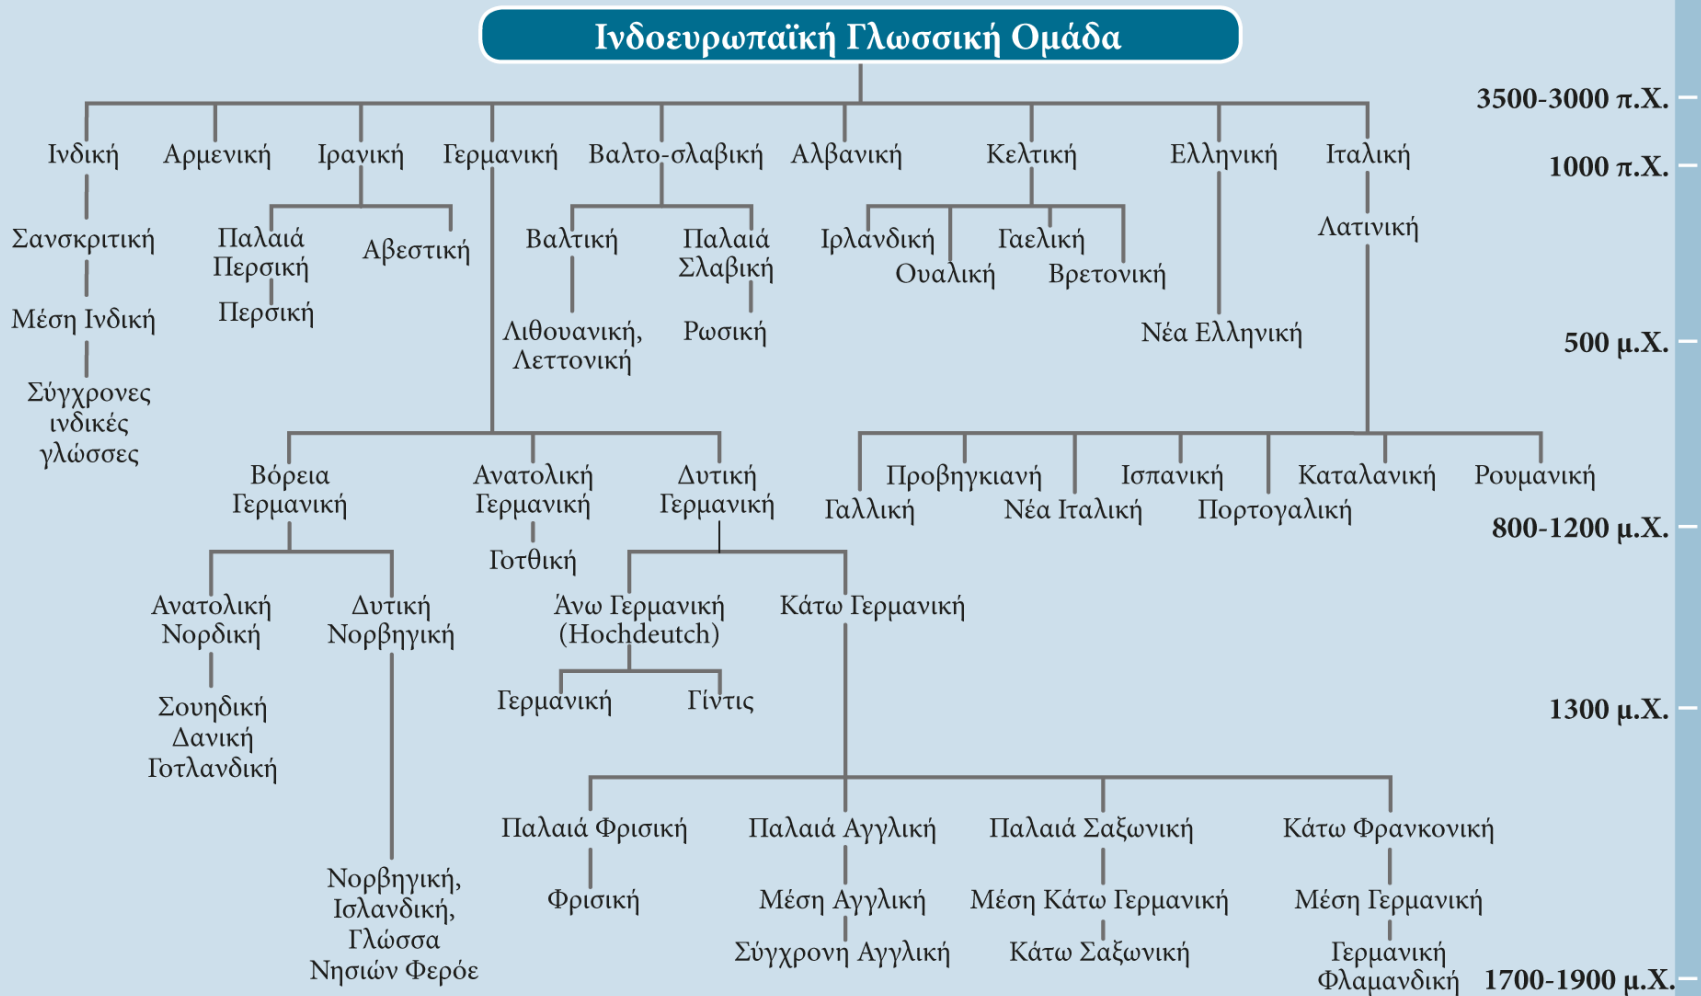 Ινδοευρωπαϊκή Γλωσσική Ομάδα
3500-3000 π.Χ.
Ινδική
Αρμενική
Ιρανική
Γερμανική
Βαλτο-σλαβική
Αλβανική
Κελτική
Ελληνική
Ιταλική
1000 π.Χ.
Σανσκριτική
Παλαιά
Περσική
Αβεστική
Βαλτική
Παλαιά
Σλαβική
Ιρλανδική
Ουαλική
Γαελική
Βρετονική
Λατινική
Μέση Ινδική
Περσική
Λιθουανική,
Λεττονική
Ρωσική
Νέα Ελληνική
500 μ.Χ.
Σύγχρονες
ινδικές
γλώσσες
Βόρεια
Γερμανική
Ανατολική
Γερμανική
Δυτική
Γερμανική
Γαλλική
Προβηγκιανή
Νέα Ιταλική
Ισπανική
Πορτογαλική
Καταλανική
Ρουμανική
800-1200 μ.Χ.
Γοτθική
Ανατολική
Νορδική
Δυτική
Νορβηγική
Άνω Γερμανική
(Hochdeutch)
Κάτω Γερμανική
Σουηδική
Δανική
Γοτλανδική
Γερμανική
Γίντις
1300 μ.Χ.
Παλαιά Φρισική
Παλαιά Αγγλική
Παλαιά Σαξωνική
Κάτω Φρανκονική
Νορβηγική,
Ισλανδική,
Γλώσσα
Νησιών Φερόε
Φρισική
Μέση Αγγλική
Μέση Κάτω Γερμανική
Μέση Γερμανική
Σύγχρονη Αγγλική
Κάτω Σαξωνική
Γερμανική
Φλαμανδική
1700-1900 μ.Χ.